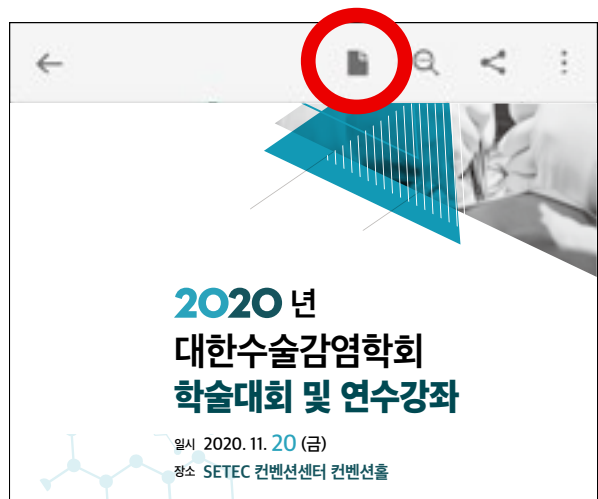 2020 년
대한수술감염학회
학술대회 및 연수강좌
일시 2020. 11. 20 (금)
장소 SETEC 컨벤션센터 컨벤션홀